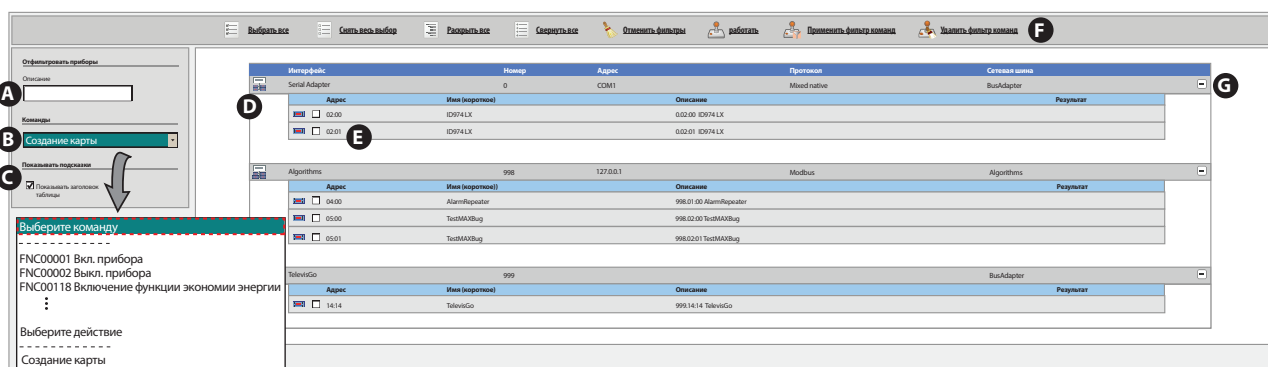 Выбрать все Снять весь выбор Раскрыть все Свернуть все Отменить фильтры работать Применить фильтр команд Удалить фильтр команд F
Отфильтровать приборы
Описание
A
Команды
B Создание карты
Показывать подсказки
C Показывать заголовок
таблицы
Выберите команду
- - - - - - - - - - - - -
FNC00001 Вкл. прибора
FNC00002 Выкл. прибора
FNC00118 Включение функции экономии энергии
⋮
Выберите действие
- - - - - - - - - - - - -
Создание карты
Интерфейс Номер Адрес Протокол Сетевая шина
Serial Adapter 0 COM1 Mixed native BusAdapter G
D Адрес Имя (короткое) Описание Результат
02:00 ID974 LX 0.02:00 ID974 LX
02:01 E ID974 LX 0.02:01 ID974 LX
Algorithms 998 127.0.0.1 Modbus Algorithms
Адрес Имя (короткое)) Описание Результат
04:00 AlarmRepeater 998.01:00 AlarmRepeater
05:00 TestMAXBug 998.02:00 TestMAXBug
05:01 TestMAXBug 998.02:01 TestMAXBug
TelevisGo 999 BusAdapter
Адрес Имя (короткое) Описание Результат
14:14 TelevisGo 999.14:14 TelevisGo